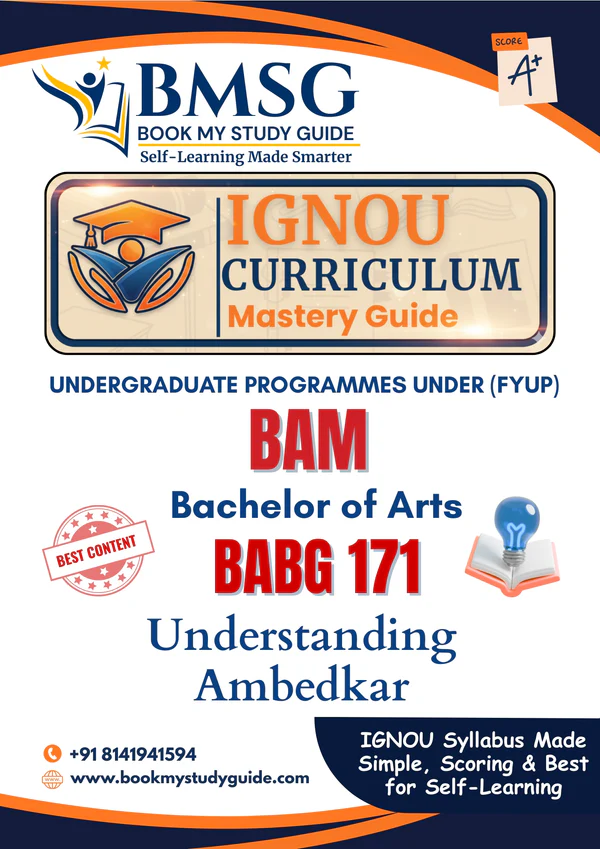 SCORE
A+
BMSG
BOOK MY STUDY GUIDE
Self-Learning Made Smarter
IGNOU
CURRICULUM
Mastery Guide
UNDERGRADUATE PROGRAMMES UNDER (FYUP)
BAM
Bachelor of Arts
BEST CONTENT
BABG 171
Understanding
Ambedkar
+91 8141941594
www.bookmystudyguide.com
IGNOU Syllabus Made
Simple, Scoring & Best
for Self-Learning